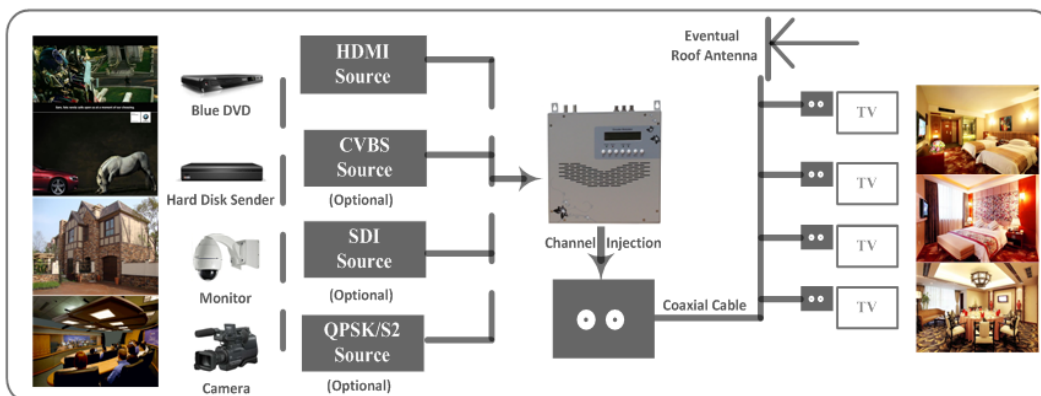 Blue DVD
Hard Disk Sender
Monitor
Camera
HDMI
Source
CVBS
Source
(Optional)
SDI
Source
(Optional)
QPSK/S2
Source
(Optional)
Channel Injection
Coaxial Cable
Eventual
Roof Antenna
TV
TV
TV
TV